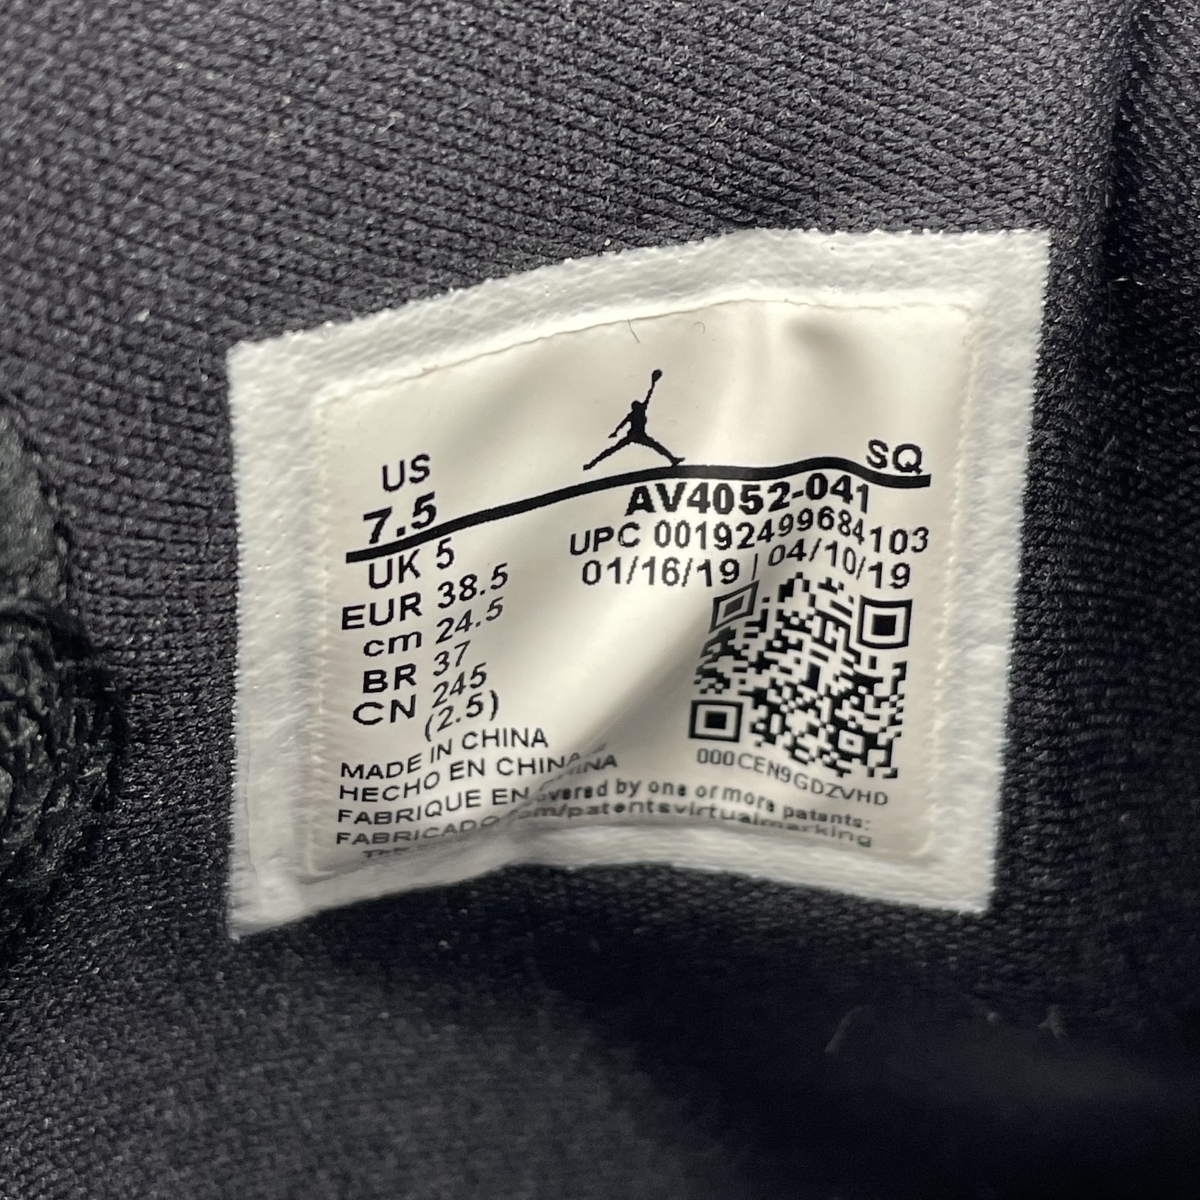 US
7.5
UK 5
EUR 38.5
cm 24.5
BR 37
CN 245
(2.5)
SQ
AV4052-041
UPC 00192499684103
01/16/19 | 04/10/19
000CEN9GDZVHD
MADE IN CHINA
HECHO EN CHINA
FABRIQUE EN CHINA
FABRICADO
by one or more patents:
com/patentsvirtualmarking